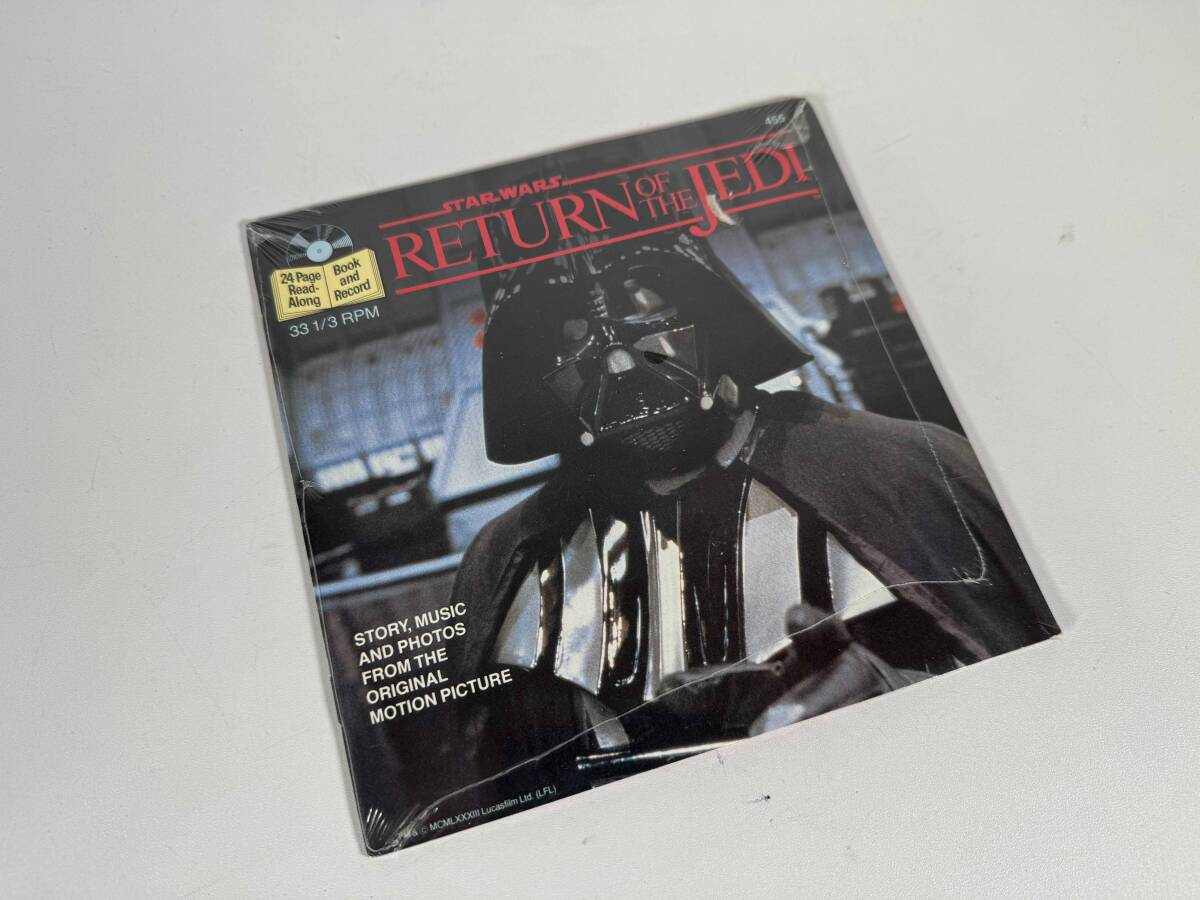 455
STAR WARS
RETURN OF THE JEDI
24 Page
Read-
Along
Book
and
Record
33 1/3 RPM
STORY, MUSIC
AND PHOTOS
FROM THE
ORIGINAL
MOTION PICTURE
© MCMLXXXIII Lucasfilm Ltd. (LFL)